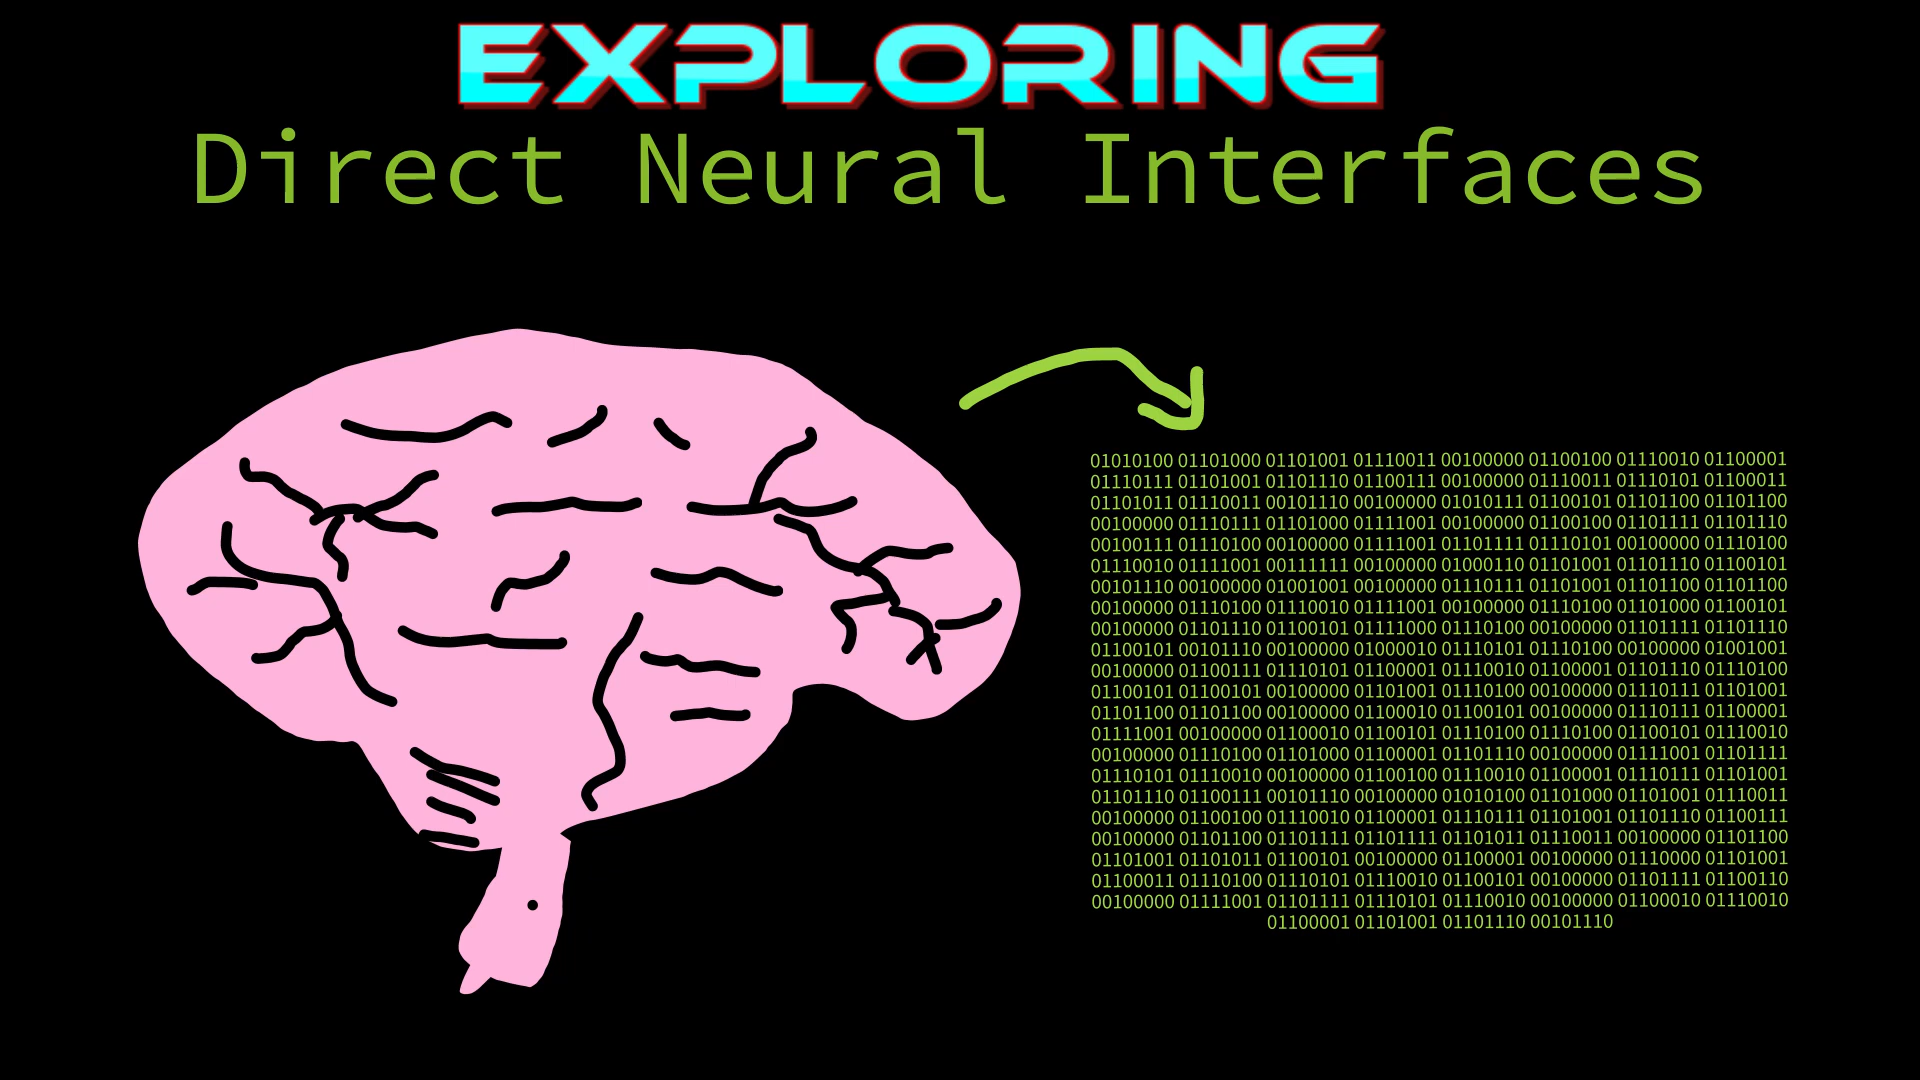 EXPLORING
Direct Neural Interfaces
01010100 01101000 01101001 01110011 00100000 01100100 01110010 01100001
01110111 01101001 01101110 01100111 00100000 01110011 01110101 01100011
01101011 01110011 00101110 00100000 01010111 01100101 01101100 01101100
00100000 01110111 01101000 01111001 00100000 01100100 01101111 01101110
00100111 01110100 00100000 01111001 01101111 01110101 00100000 01110100
01110010 01111001 00111111 00100000 01000110 01101001 01101110 01100101
00101110 00100000 01001001 00100000 01110111 01101001 01101100 01101100
00100000 01110100 01110010 01111001 00100000 01110100 01101000 01100101
00100000 01101110 01100101 01111000 01110100 00100000 01101111 01101110
01100101 00101110 00100000 01000010 01110101 01110100 00100000 01001001
00100000 01100111 01110101 01100001 01110010 01100001 01101110 01110100
01100101 01100101 00100000 01101001 01110100 00100000 01110111 01101001
01101100 01101100 00100000 01100010 01100101 00100000 01110111 01100001
01111001 00100000 01100010 01100101 01110100 01110100 01100101 01110010
00100000 01110100 01101000 01100001 01101110 00100000 01111001 01101111
01110101 01110010 00100000 01100100 01110010 01100001 01110111 01101001
01101110 01100111 00101110 00100000 01010100 01101000 01101001 01110011
00100000 01100100 01110010 01100001 01110111 01101001 01101110 01100111
00100000 01101100 01101111 01101111 01101011 01110011 00100000 01101100
01101001 01101011 01100101 00100000 01100001 00100000 01110000 01101001
01100011 01110100 01110101 01110010 01100101 00100000 01101111 01100110
00100000 01111001 01101111 01110101 01110010 00100000 01100010 01110010
01100001 01101001 01101110 00101110